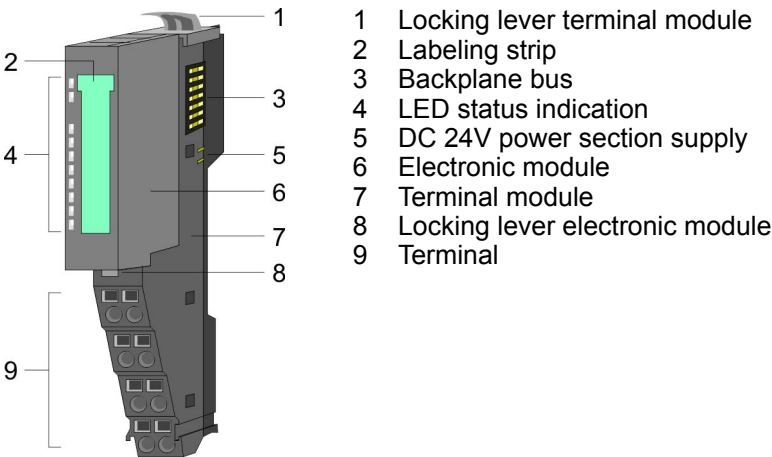 1 Locking lever terminal module
2 Labeling strip
3 Backplane bus
4 LED status indication
5 DC 24V power section supply
6 Electronic module
7 Terminal module
8 Locking lever electronic module
9 Terminal
1
2
3
4
5
6
7
8
9